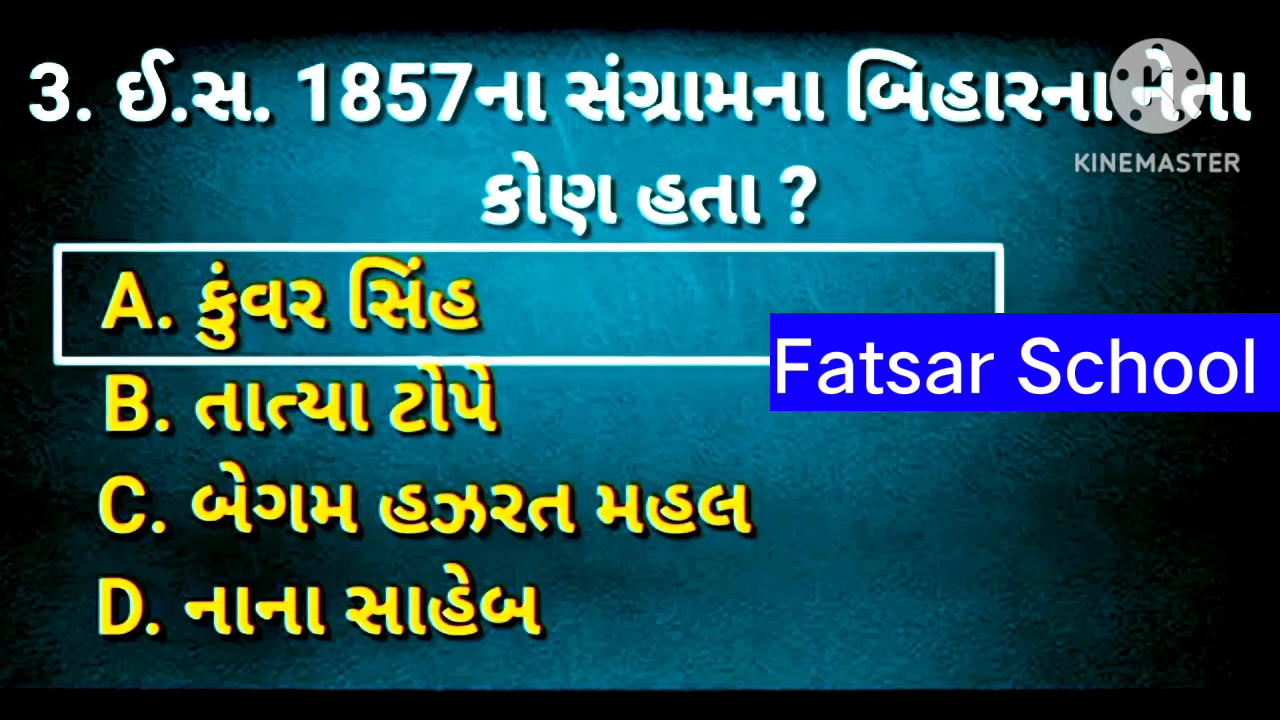 3. ઈ.સ. 1857ના સંગ્રામના બિહારના નેતા
KINEMASTER
કોણ હતા ?
A. કુંવર સિંહ
Fatsar School
B. તાત્યા ટોપે
C. બેગમ હઝરત મહલ
D. નાના સાહેબ